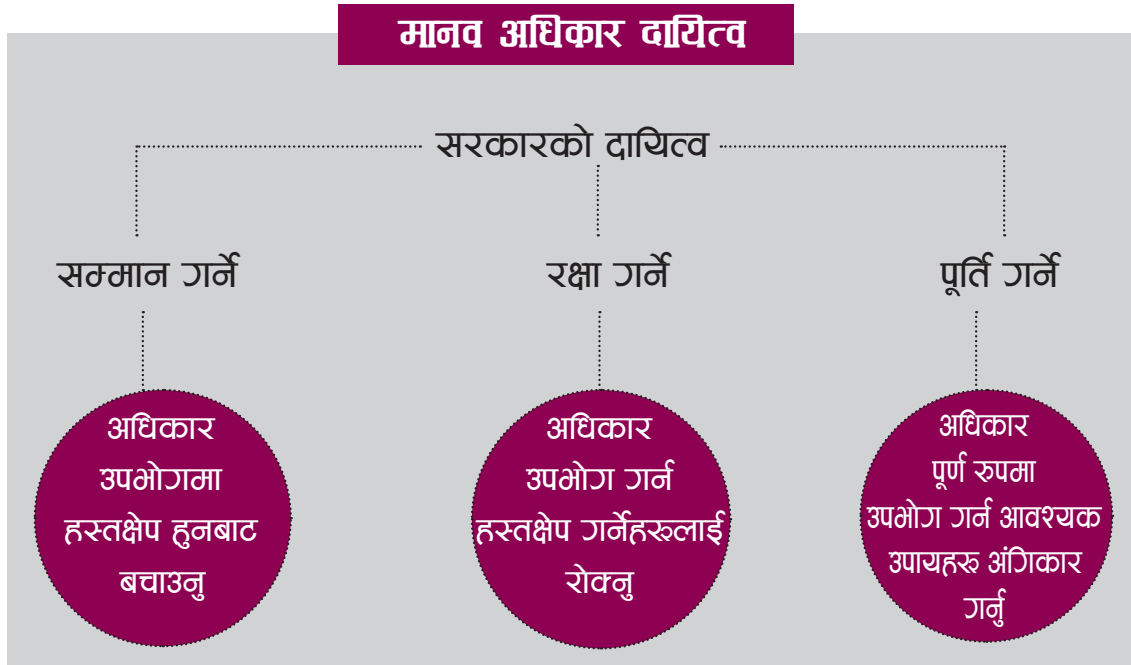 मानव अधिकार दायित्व
सरकारको दायित्व
सम्मान गर्ने
रक्षा गर्ने
पूर्ति गर्ने
अधिकार
उपभोगमा
हस्तक्षेप हुनबाट
बचाउनु
अधिकार
उपभोग गर्न
हस्तक्षेप गर्नेहरुलाई
रोक्नु
अधिकार
पूर्ण रुपमा
उपभोग गर्न आवश्यक
उपायहरु अंगिकार
गर्नु